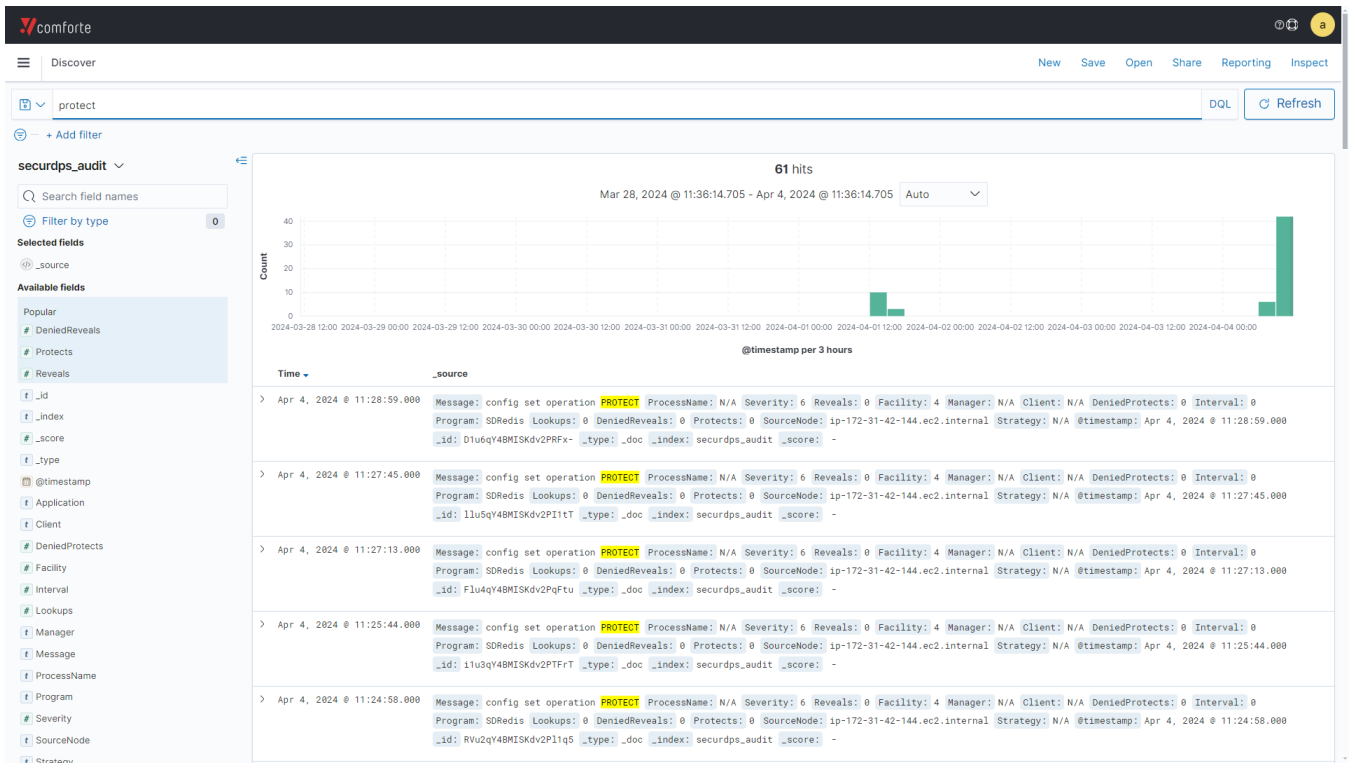 comforte
a
Discover
New Save Open Share Reporting Inspect
protect
DQL
Refresh
+ Add filter
securdps_audit
Search field names
Filter by type 0
Selected fields
_source
Available fields
Popular
# DeniedReveals
# Protects
# Reveals
t _id
t _index
# _score
t _type
@timestamp
t Application
t Client
# DeniedProtects
# Facility
# Interval
# Lookups
t Manager
t Message
t ProcessName
t Program
# Severity
t SourceNode
t Strategy
61 hits
Mar 28, 2024 @ 11:36:14.705 - Apr 4, 2024 @ 11:36:14.705 Auto
Count
40
30
20
10
0
2024-03-28 12:00 2024-03-29 00:00 2024-03-29 12:00 2024-03-30 00:00 2024-03-30 12:00 2024-03-31 00:00 2024-03-31 12:00 2024-04-01 00:00 2024-04-01 12:00 2024-04-02 00:00 2024-04-02 12:00 2024-04-03 00:00 2024-04-03 12:00 2024-04-04 00:00
@timestamp per 3 hours
Time _source
Apr 4, 2024 @ 11:28:59.000 Message: config set operation PROTECT ProcessName: N/A Severity: 6 Reveals: 0 Facility: 4 Manager: N/A Client: N/A DeniedProtects: 0 Interval: 0
Program: SDRedis Lookups: 0 DeniedReveals: 0 Protects: 0 SourceNode: ip-172-31-42-144.ec2.internal Strategy: N/A @timestamp: Apr 4, 2024 @ 11:28:59.000
_id: D1u6qY4BMISKdv2PRFx- _type: _doc _index: securdps_audit _score: -
Apr 4, 2024 @ 11:27:45.000 Message: config set operation PROTECT ProcessName: N/A Severity: 6 Reveals: 0 Facility: 4 Manager: N/A Client: N/A DeniedProtects: 0 Interval: 0
Program: SDRedis Lookups: 0 DeniedReveals: 0 Protects: 0 SourceNode: ip-172-31-42-144.ec2.internal Strategy: N/A @timestamp: Apr 4, 2024 @ 11:27:45.000
_id: llu5qY4BMISKdv2PI1tT _type: _doc _index: securdps_audit _score: -
Apr 4, 2024 @ 11:27:13.000 Message: config set operation PROTECT ProcessName: N/A Severity: 6 Reveals: 0 Facility: 4 Manager: N/A Client: N/A DeniedProtects: 0 Interval: 0
Program: SDRedis Lookups: 0 DeniedReveals: 0 Protects: 0 SourceNode: ip-172-31-42-144.ec2.internal Strategy: N/A @timestamp: Apr 4, 2024 @ 11:27:13.000
_id: Flu4qY4BMISKdv2PqFtu _type: _doc _index: securdps_audit _score: -
Apr 4, 2024 @ 11:25:44.000 Message: config set operation PROTECT ProcessName: N/A Severity: 6 Reveals: 0 Facility: 4 Manager: N/A Client: N/A DeniedProtects: 0 Interval: 0
Program: SDRedis Lookups: 0 DeniedReveals: 0 Protects: 0 SourceNode: ip-172-31-42-144.ec2.internal Strategy: N/A @timestamp: Apr 4, 2024 @ 11:25:44.000
_id: i1u3qY4BMISKdv2PTFrT _type: _doc _index: securdps_audit _score: -
Apr 4, 2024 @ 11:24:58.000 Message: config set operation PROTECT ProcessName: N/A Severity: 6 Reveals: 0 Facility: 4 Manager: N/A Client: N/A DeniedProtects: 0 Interval: 0
Program: SDRedis Lookups: 0 DeniedReveals: 0 Protects: 0 SourceNode: ip-172-31-42-144.ec2.internal Strategy: N/A @timestamp: Apr 4, 2024 @ 11:24:58.000
_id: RVu2qY4BMISKdv2Pl1q5 _type: _doc _index: securdps_audit _score: -